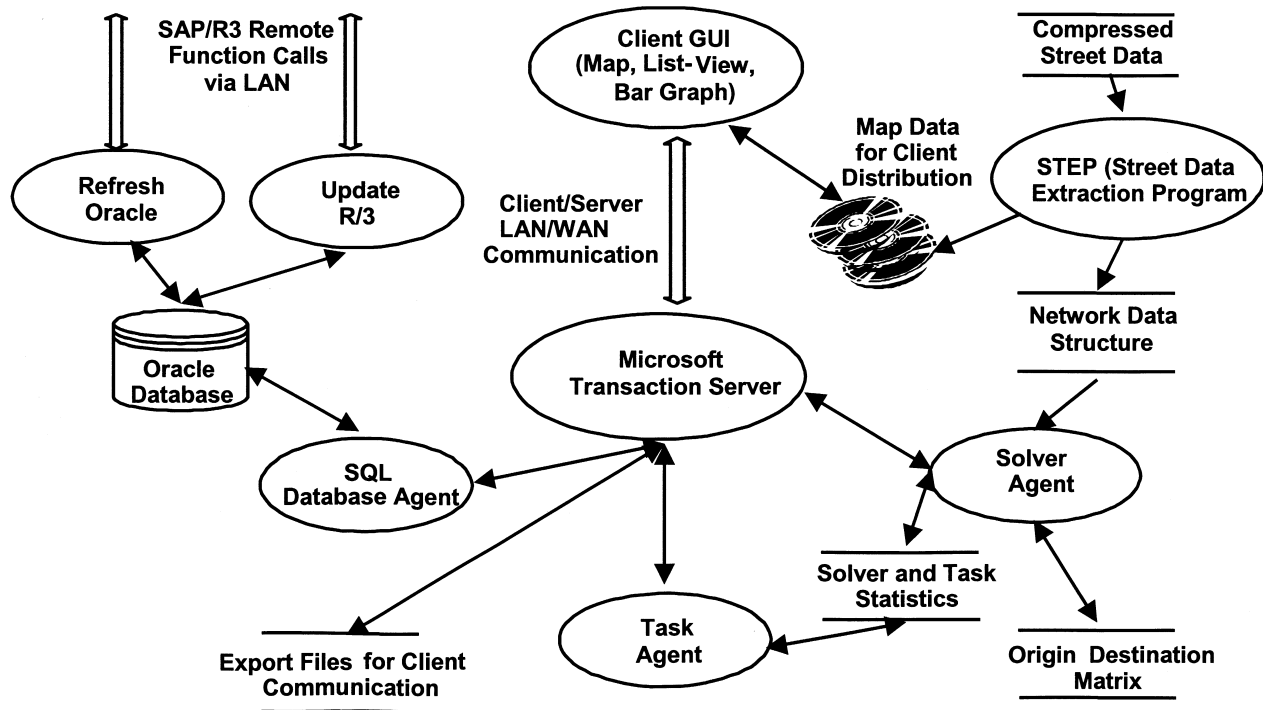 SAP/R3 Remote
Function Calls
via LAN
Client GUI
(Map, List-View,
Bar Graph)
Compressed
Street Data
Map Data
for Client
Distribution
STEP (Street Data
Extraction Program
Refresh
Oracle
Update
R/3
Client/Server
LAN/WAN
Communication
Network Data
Structure
Oracle
Database
Microsoft
Transaction Server
SQL
Database Agent
Solver
Agent
Solver and Task
Statistics
Task
Agent
Export Files for Client
Communication
Origin Destination
Matrix